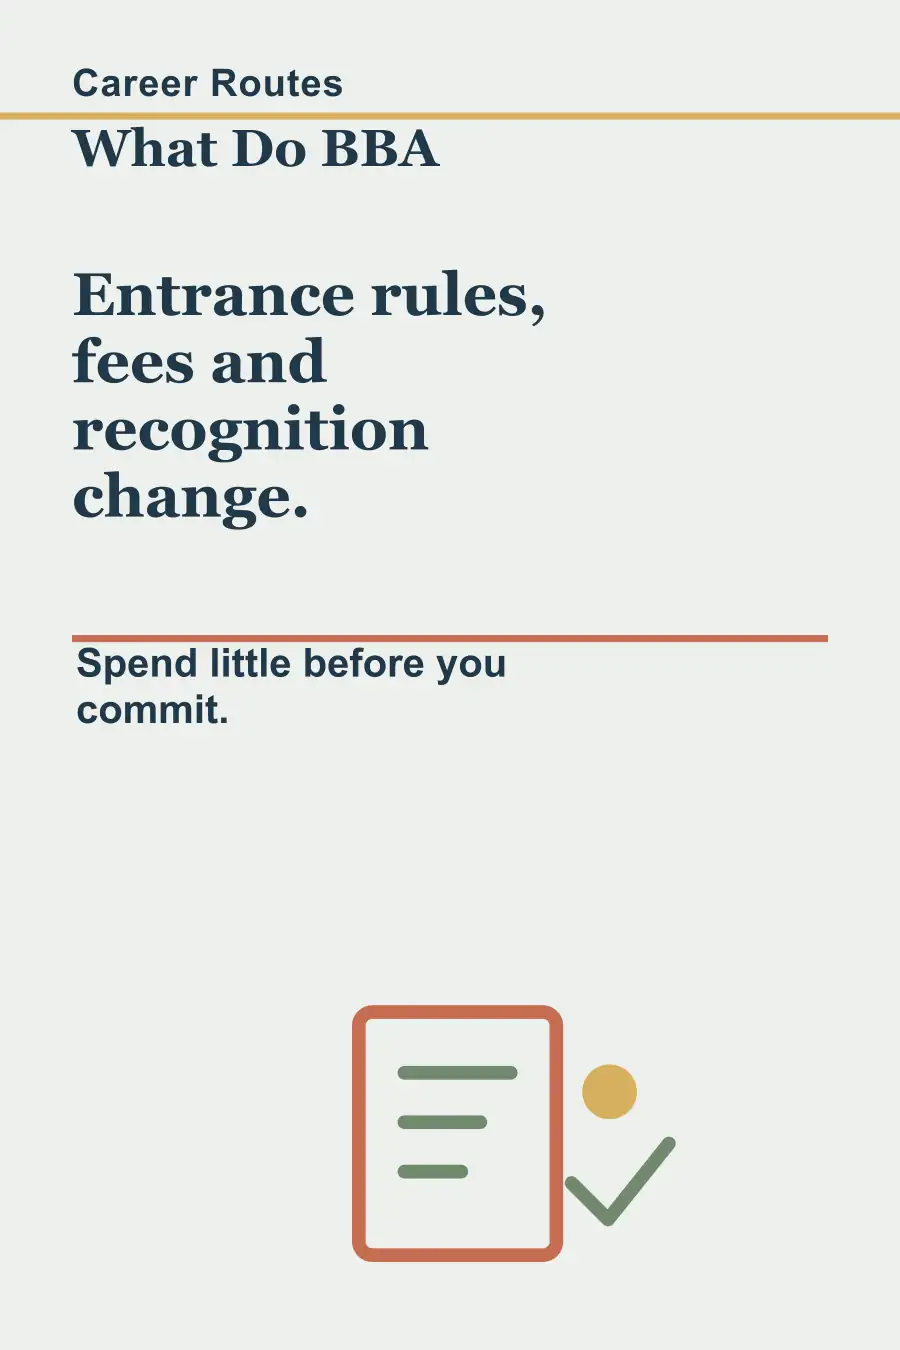 Career Routes
What Do BBA
Entrance rules,
fees and
recognition
change.
Spend little before you
commit.